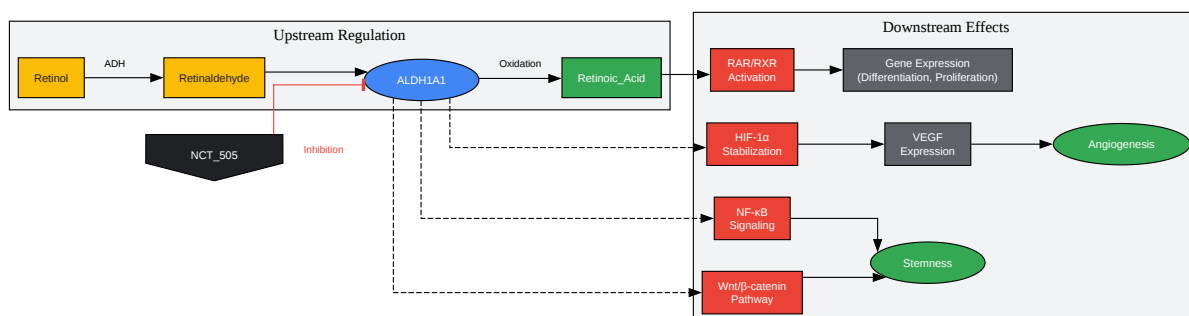 Upstream Regulation
Downstream Effects
Retinol
ADH
Retinaldehyde
ALDH1A1
Oxidation
Retinoic_Acid
RAR/RXR
Activation
Gene Expression
(Differentiation, Proliferation)
NCT_505
Inhibition
HIF-1α
Stabilization
VEGF
Expression
Angiogenesis
NF-κB
Signaling
Stemness
Wnt/β-catenin
Pathway